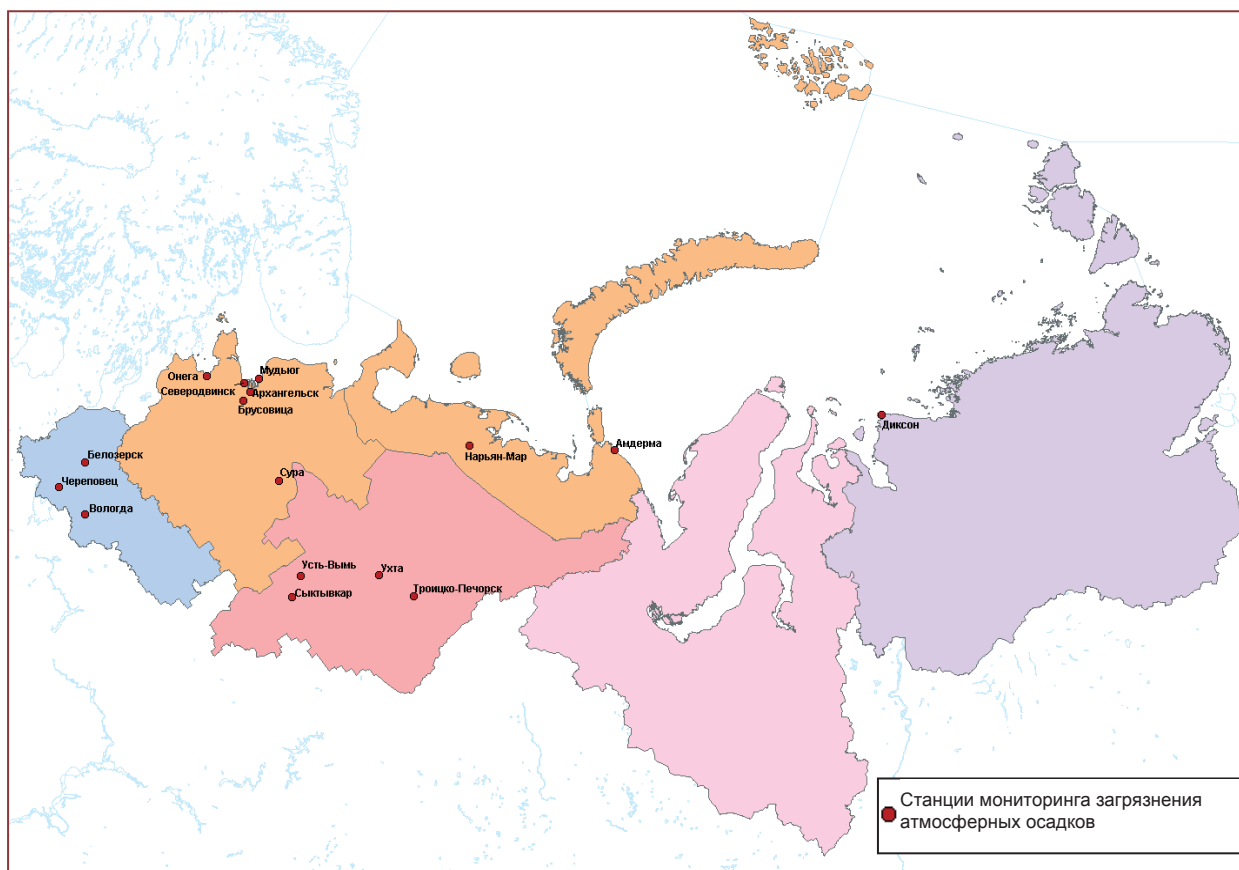 Онега
Мудьюг
Северодвинск
Архангельск
Брусовица
Белозерск
Череповец
Вологда
Сура
Нарьян-Мар
Амдерма
Диксон
Усть-Вымь
Ухта
Сыктывкар
Троицко-Печорск
Станции мониторинга загрязнения
атмосферных осадков